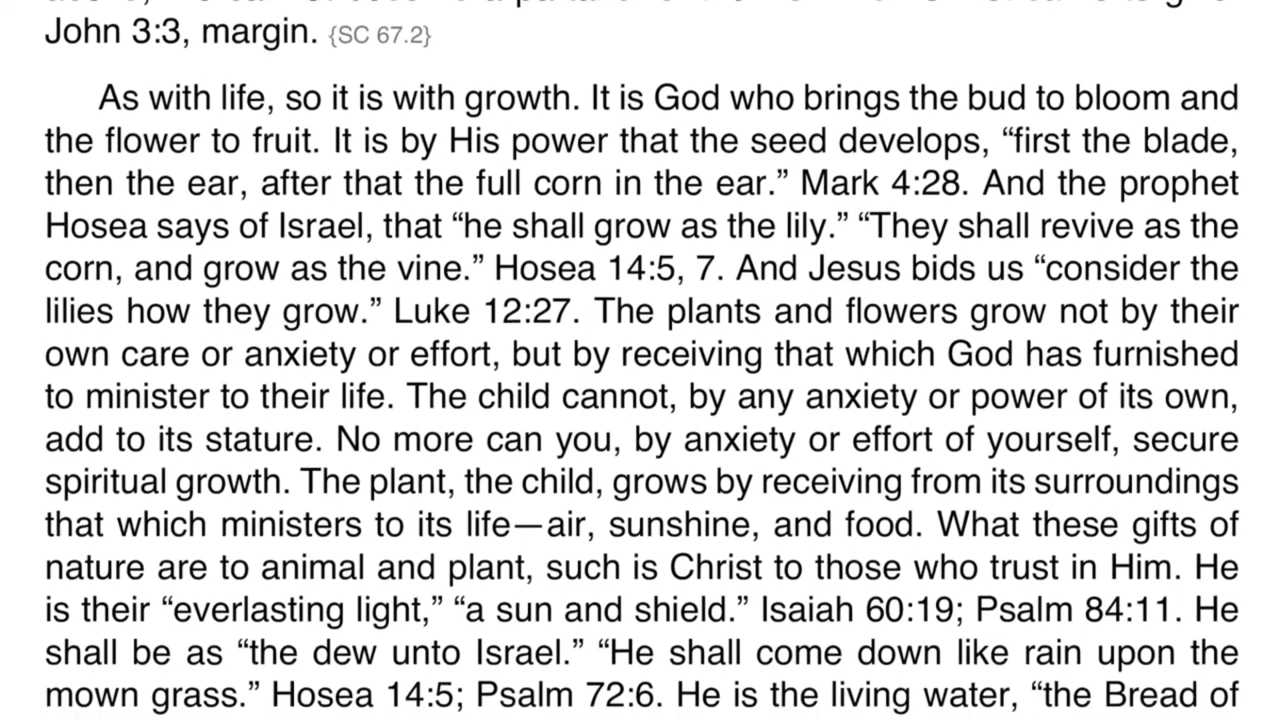 John 3:3, margin. {SC 67.2}
As with life, so it is with growth. It is God who brings the bud to bloom and
the flower to fruit. It is by His power that the seed develops, “first the blade,
then the ear, after that the full corn in the ear.” Mark 4:28. And the prophet
Hosea says of Israel, that “he shall grow as the lily.” “They shall revive as the
corn, and grow as the vine.” Hosea 14:5, 7. And Jesus bids us “consider the
lilies how they grow.” Luke 12:27. The plants and flowers grow not by their
own care or anxiety or effort, but by receiving that which God has furnished
to minister to their life. The child cannot, by any anxiety or power of its own,
add to its stature. No more can you, by anxiety or effort of yourself, secure
spiritual growth. The plant, the child, grows by receiving from its surroundings
that which ministers to its life—air, sunshine, and food. What these gifts of
nature are to animal and plant, such is Christ to those who trust in Him. He
is their “everlasting light,” “a sun and shield.” Isaiah 60:19; Psalm 84:11. He
shall be as “the dew unto Israel.” “He shall come down like rain upon the
mown grass.” Hosea 14:5; Psalm 72:6. He is the living water, “the Bread of